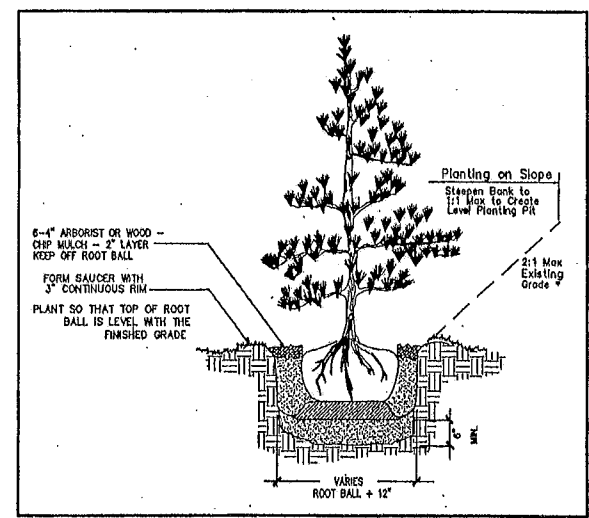 Planting on Slope
Steepen Bank to
1:1 Max to Create
Level Planting Pit
6-4" ARBORIST OR WOOD -
CHIP MULCH - 2" LAYER
KEEP OFF ROOT BALL
2:1 Max
Existing
Grade
FORM SAUCER WITH
3" CONTINUOUS RIM
PLANT SO THAT TOP OF ROOT
BALL IS LEVEL WITH THE
FINISHED GRADE
6"
MIN.
VARIES
ROOT BALL + 12"